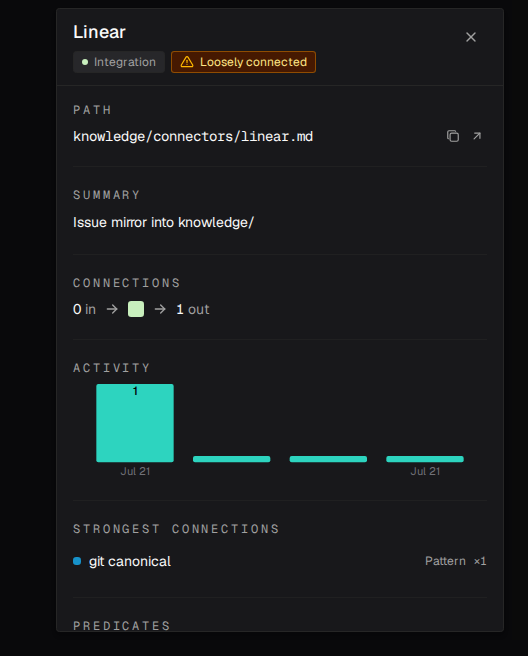 Linear
Integration
Loosely connected
PATH
knowledge/connectors/linear.md
SUMMARY
Issue mirror into knowledge/
CONNECTIONS
0 in → → 1 out
ACTIVITY
1
Jul 21 Jul 21
STRONGEST CONNECTIONS
git canonical Pattern ×1
PREDICATES